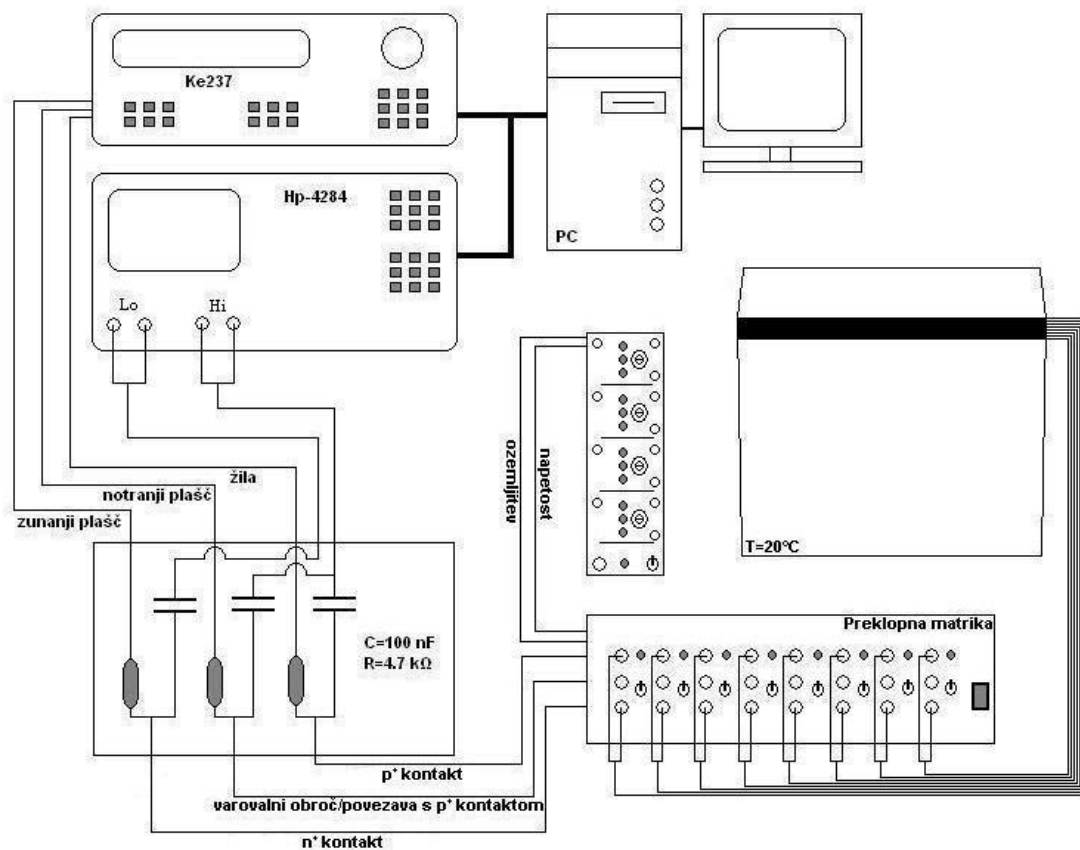 Ke237
Hp-4284
Lo
Hi
PC
žila
notranji plašč
zunanji plašč
ozemljitev
napetost
T=20°C
C=100 nF
R=4.7 kΩ
Preklopna matrika
p⁺ kontakt
varovalni obroč/povezava s p⁺ kontaktom
n⁺ kontakt